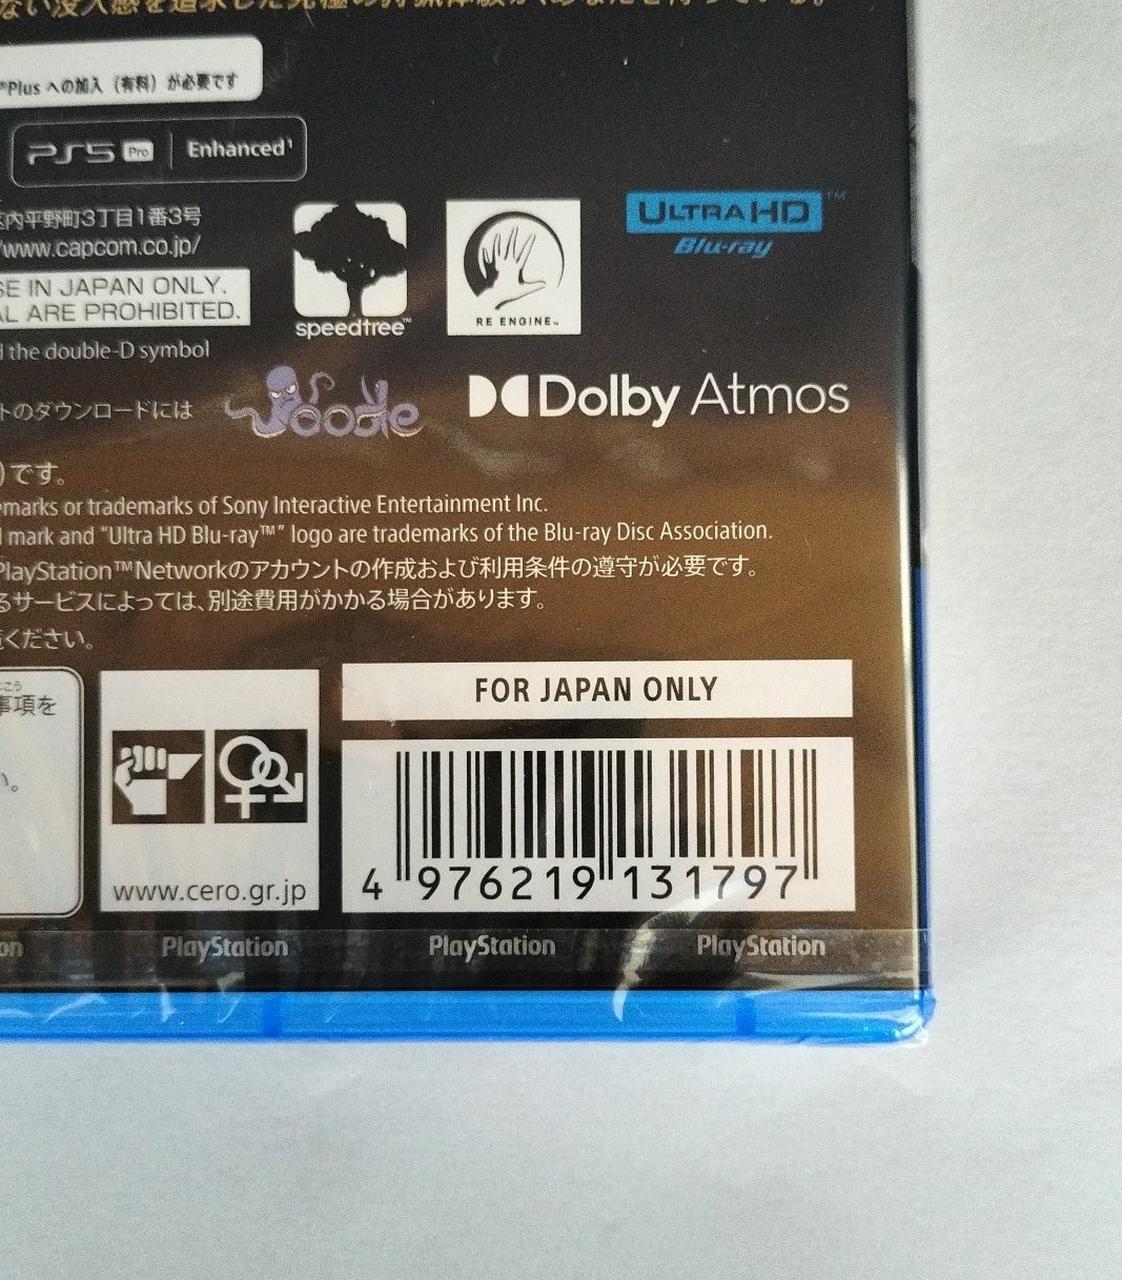 ない没入感を追求した究極の狩猟体験が、あなたを待っている。
Plus への加入（有料）が必要です
PS5 Pro Enhanced¹
内平野町3丁目1番3号
/www.capcom.co.jp/
ULTRA HD™
Blu-ray
SE IN JAPAN ONLY.
AL ARE PROHIBITED.
speedtree™
RE ENGINE™
d the double-D symbol
トのダウンロードには
oodle
Dolby Atmos
)です。
emarks or trademarks of Sony Interactive Entertainment Inc.
l mark and “Ultra HD Blu-ray™” logo are trademarks of the Blu-ray Disc Association.
PlayStation™Networkのアカウントの作成および利用条件の遵守が必要です。
るサービスによっては、別途費用がかかる場合があります。
ください。
こう
事項を
い。
FOR JAPAN ONLY
www.cero.gr.jp
4 976219 131797
on PlayStation PlayStation PlayStation